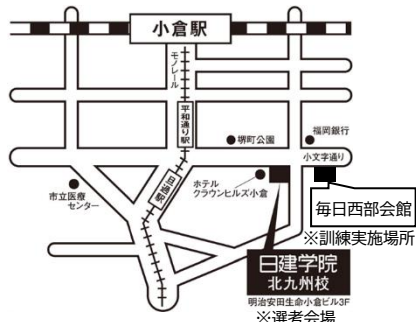 小倉駅
モノレール
平和通り駅
旦過駅
堺町公園
福岡銀行
小文字通り
市立医療
センター
ホテル
クラウンヒルズ小倉
毎日西部会館
※訓練実施場所
日建学院
北九州校
明治安田生命小倉ビル3F
※選考会場